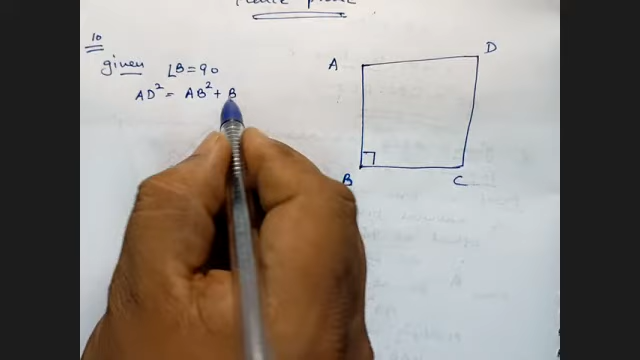 10
given ∠B = 90
AD² = AB² + B
A
D
B
C